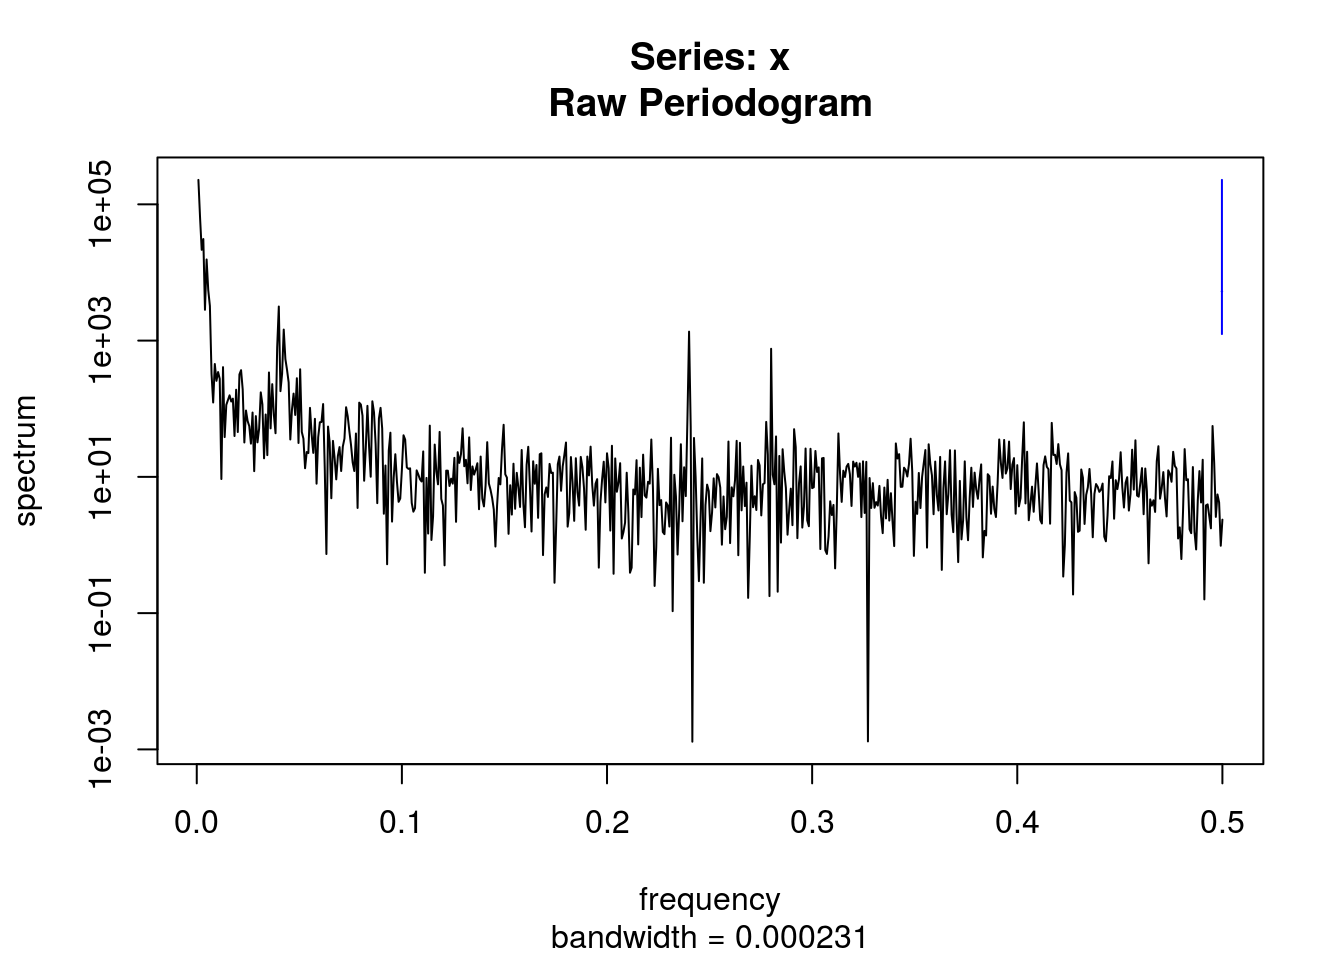 Series: x
Raw Periodogram
spectrum
1e+05
1e+03
1e+01
1e-01
1e-03
0.0 0.1 0.2 0.3 0.4 0.5
frequency
bandwidth = 0.000231